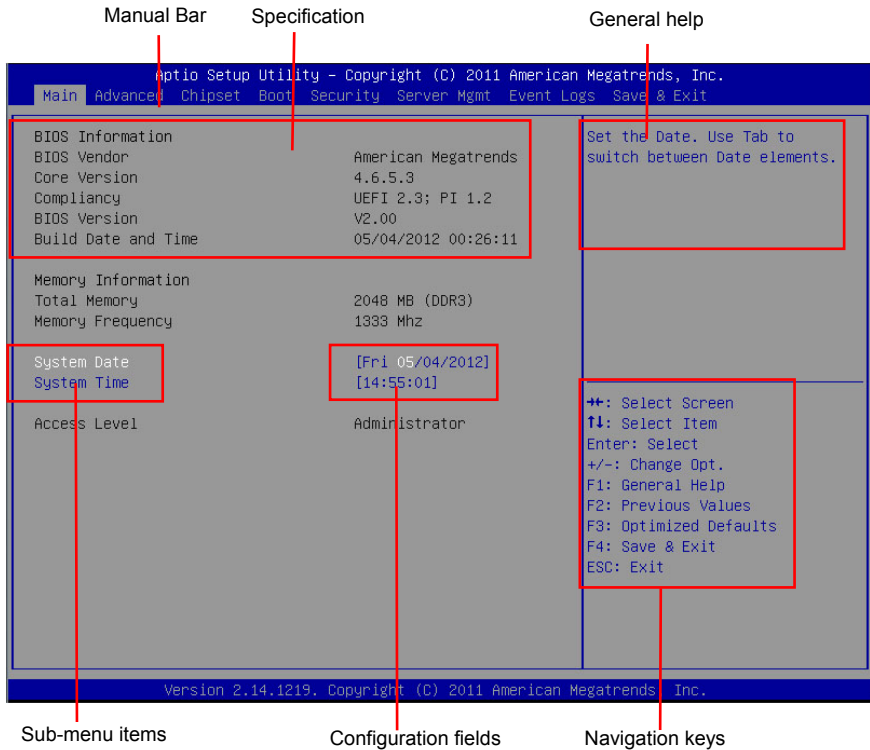 Manual Bar Specification General help
Aptio Setup Utility – Copyright (C) 2011 American Megatrends, Inc.
Main Advanced Chipset Boot Security Server Mgmt Event Logs Save & Exit
BIOS Information
BIOS Vendor American Megatrends
Core Version 4.6.5.3
Compliancy UEFI 2.3; PI 1.2
BIOS Version V2.00
Build Date and Time 05/04/2012 00:26:11
Memory Information
Total Memory 2048 MB (DDR3)
Memory Frequency 1333 Mhz
System Date [Fri 05/04/2012]
System Time [14:55:01]
Access Level Administrator
Set the Date. Use Tab to
switch between Date elements.
→←: Select Screen
↑↓: Select Item
Enter: Select
+/-: Change Opt.
F1: General Help
F2: Previous Values
F3: Optimized Defaults
F4: Save & Exit
ESC: Exit
Version 2.14.1219. Copyright (C) 2011 American Megatrends, Inc.
Sub-menu items Configuration fields Navigation keys